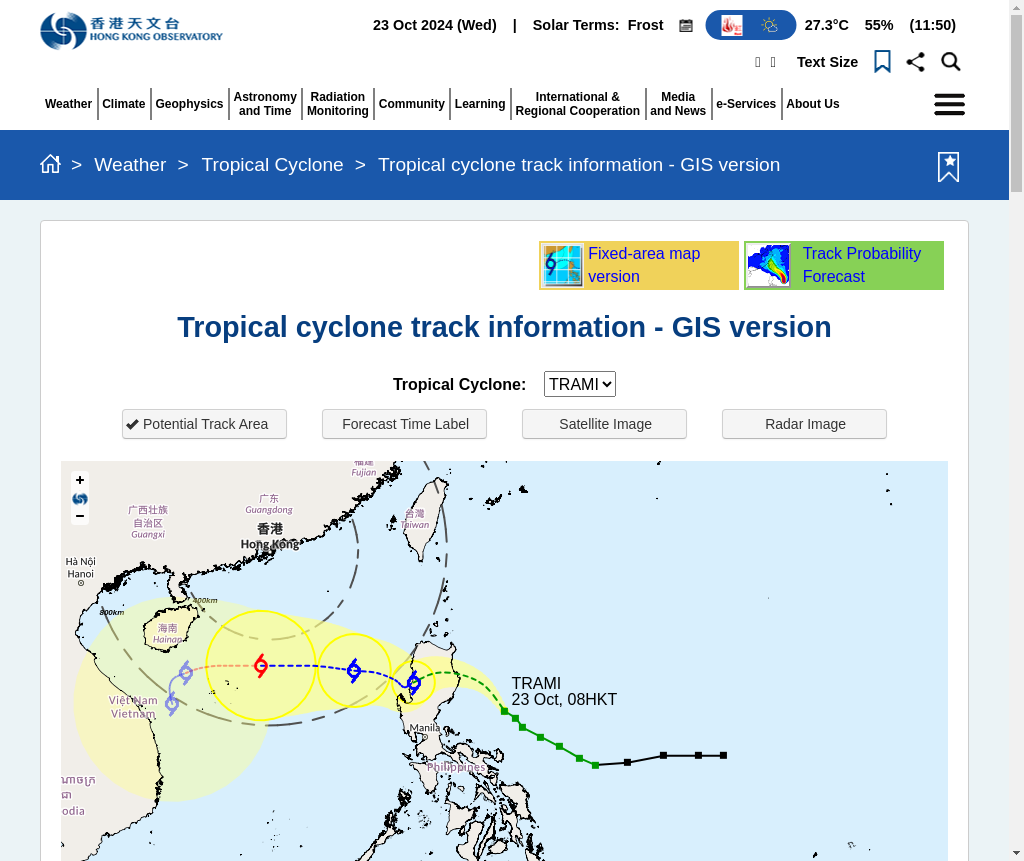 香港天文台
HONG KONG OBSERVATORY
23 Oct 2024 (Wed) | Solar Terms: Frost
27.3°C 55% (11:50)
Text Size
Weather
Climate
Geophysics
Astronomy
and Time
Radiation
Monitoring
Community
Learning
International &
Regional Cooperation
Media
and News
e-Services
About Us
> Weather > Tropical Cyclone > Tropical cyclone track information - GIS version
Fixed-area map
version
Track Probability
Forecast
Tropical cyclone track information - GIS version
Tropical Cyclone: TRAMI
Potential Track Area
Forecast Time Label
Satellite Image
Radar Image
+
−
福建
Fujian
广东
Guangdong
广西壮族
自治区
Guangxi
台灣
Taiwan
香港
Hong Kong
Hà Nội
Hanoi
400km
800km
海南
Hainan
TRAMI
23 Oct, 08HKT
Việt Nam
Vietnam
Manila
Philippines
odia